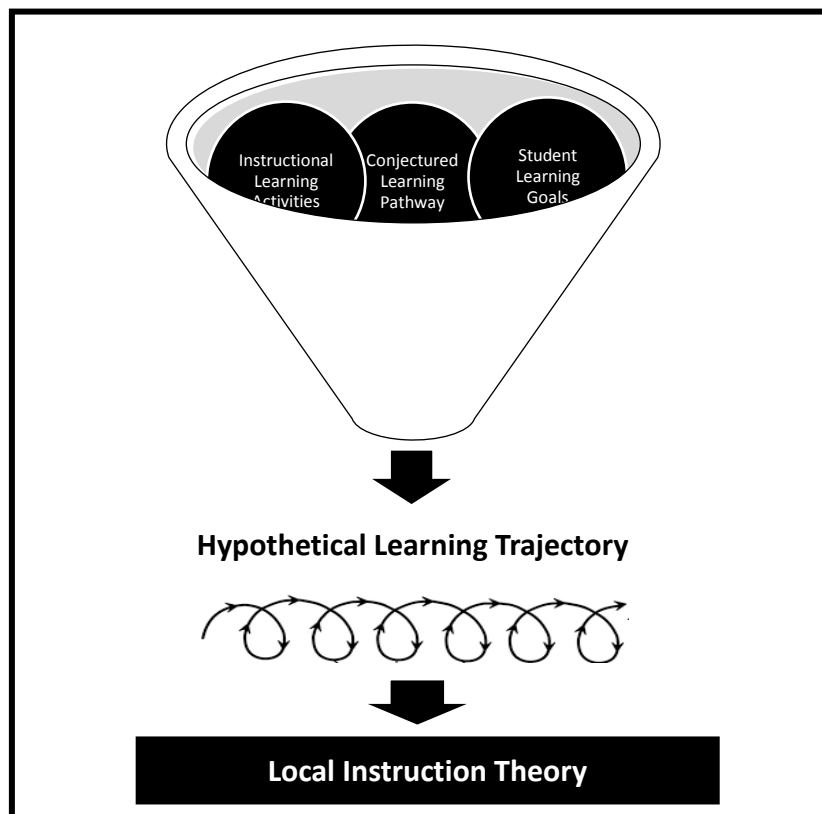 Instructional
Learning
Activities
Conjectured
Learning
Pathway
Student
Learning
Goals
Hypothetical Learning Trajectory
Local Instruction Theory